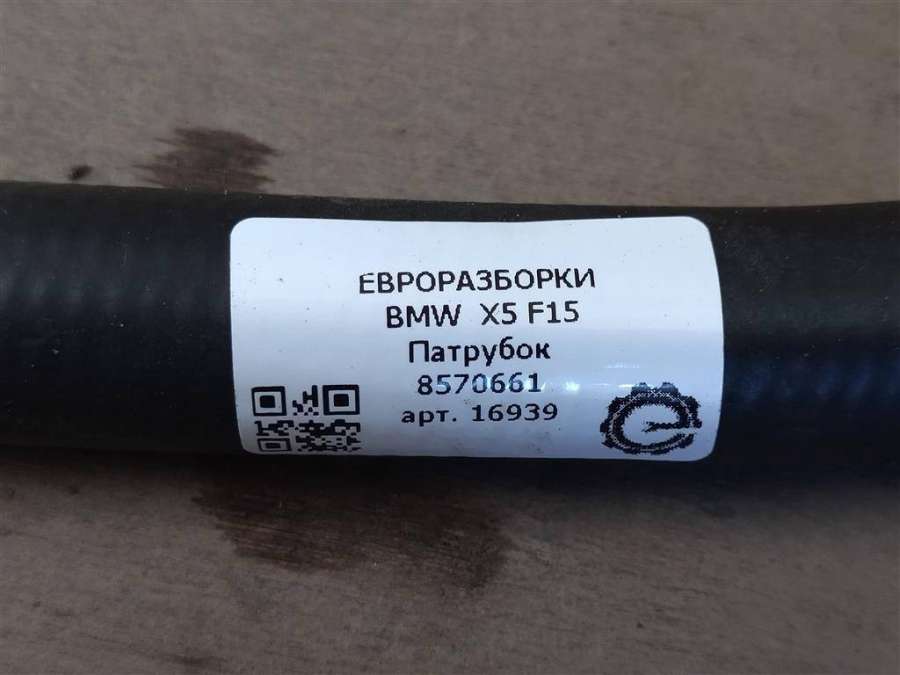 ЕВРОРАЗБОРКИ
BMW X5 F15
Патрубок
8570661
арт. 16939